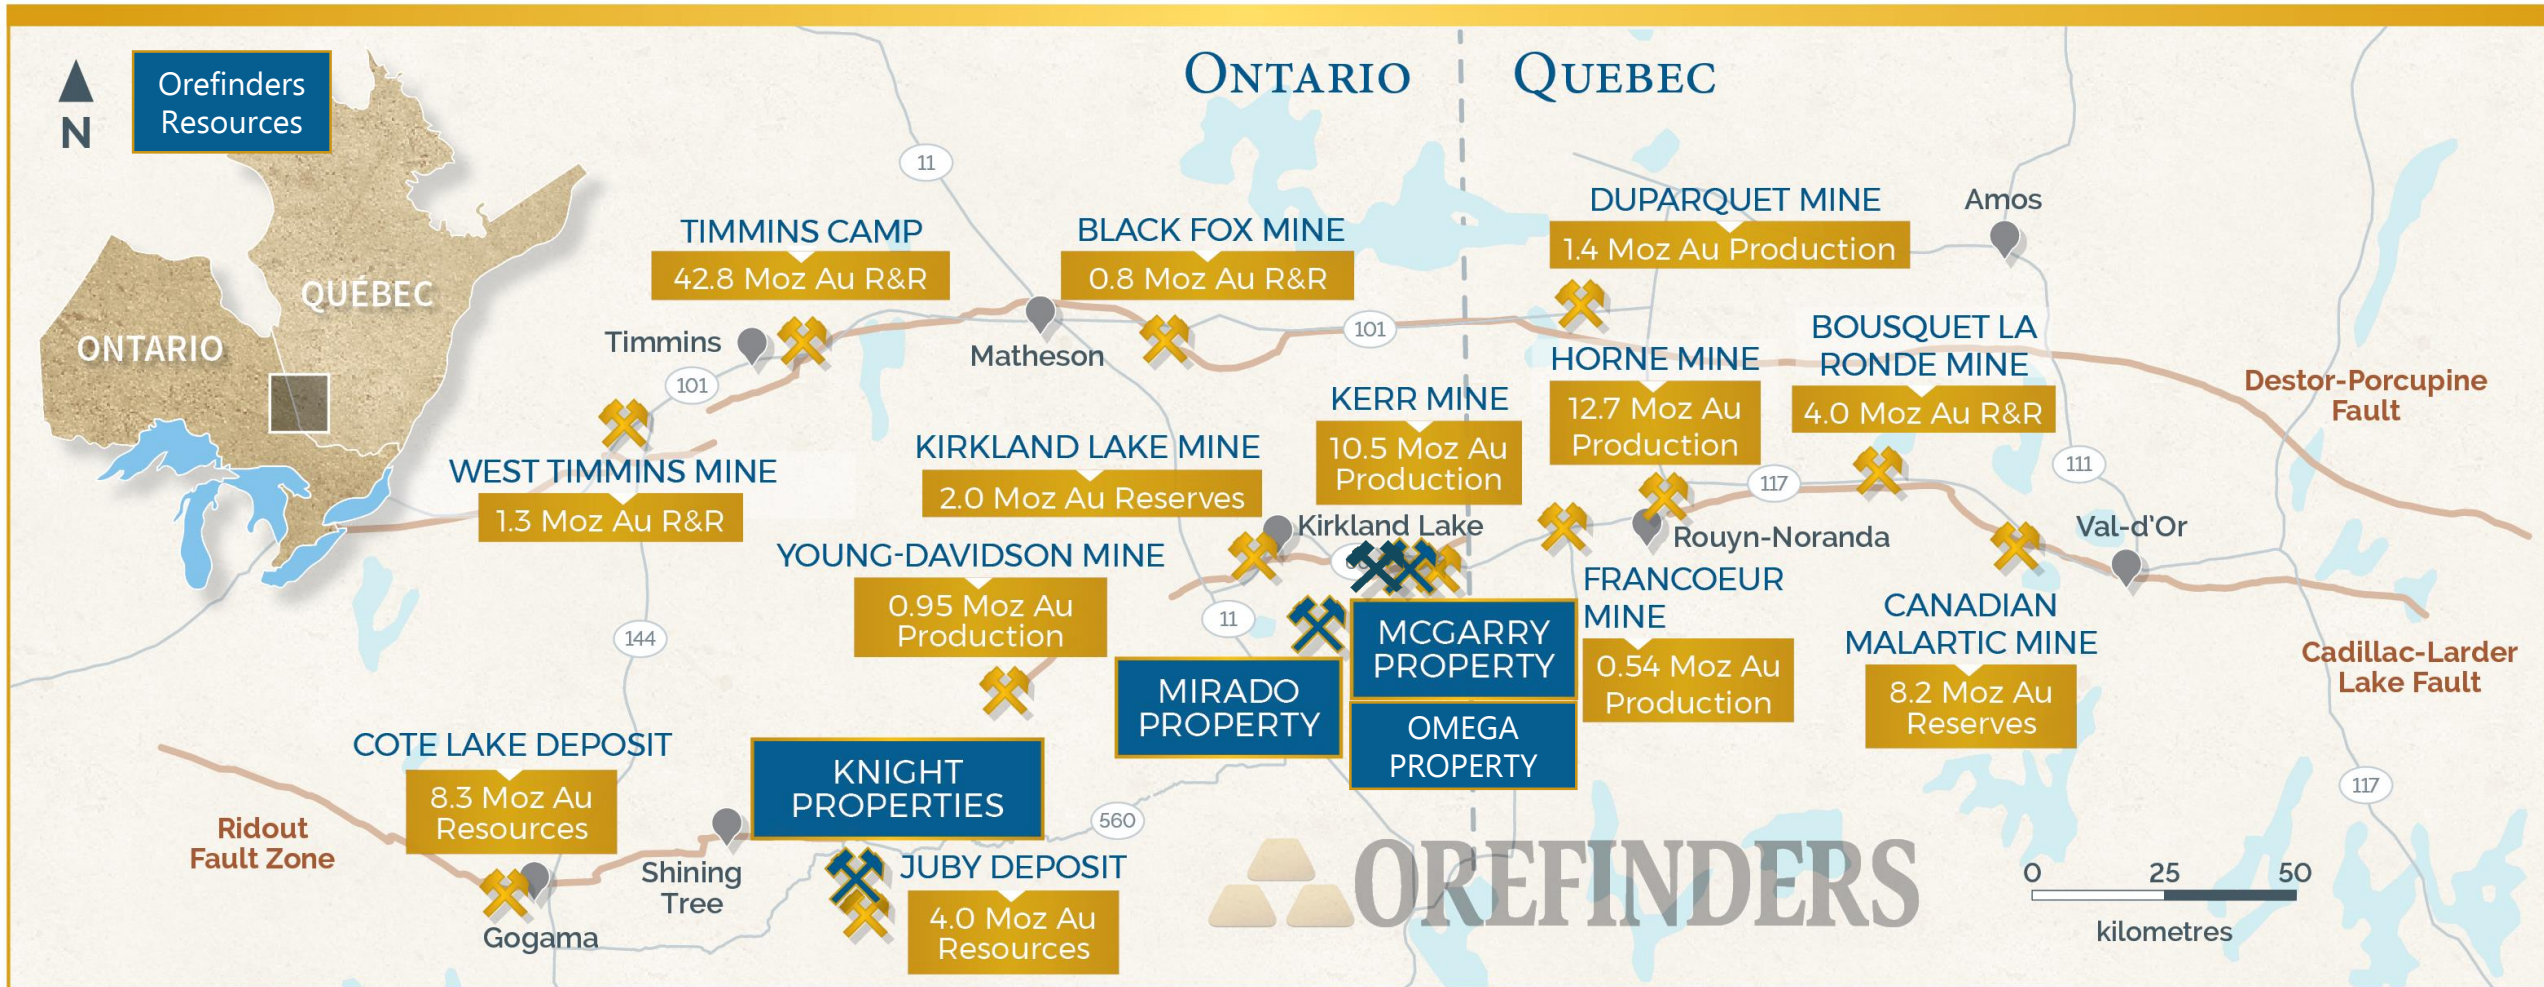 N
Orefinders
Resources
QUÉBEC
ONTARIO
ONTARIO
QUEBEC
11
TIMMINS CAMP
42.8 Moz Au R&R
BLACK FOX MINE
0.8 Moz Au R&R
DUPARQUET MINE
1.4 Moz Au Production
Amos
Timmins
101
Matheson
101
HORNE MINE
12.7 Moz Au
Production
BOUSQUET LA
RONDE MINE
4.0 Moz Au R&R
Destor-Porcupine
Fault
WEST TIMMINS MINE
1.3 Moz Au R&R
KIRKLAND LAKE MINE
2.0 Moz Au Reserves
KERR MINE
10.5 Moz Au
Production
117
111
Kirkland Lake
Rouyn-Noranda
Val-d'Or
YOUNG-DAVIDSON MINE
0.95 Moz Au
Production
11
144
MCGARRY
PROPERTY
FRANCOEUR
MINE
0.54 Moz Au
Production
CANADIAN
MALARTIC MINE
8.2 Moz Au
Reserves
Cadillac-Larder
Lake Fault
MIRADO
PROPERTY
OMEGA
PROPERTY
COTE LAKE DEPOSIT
8.3 Moz Au
Resources
KNIGHT
PROPERTIES
560
117
Ridout
Fault Zone
Shining
Tree
Gogama
JUBY DEPOSIT
4.0 Moz Au
Resources
OREFINDERS
0 25 50
kilometres